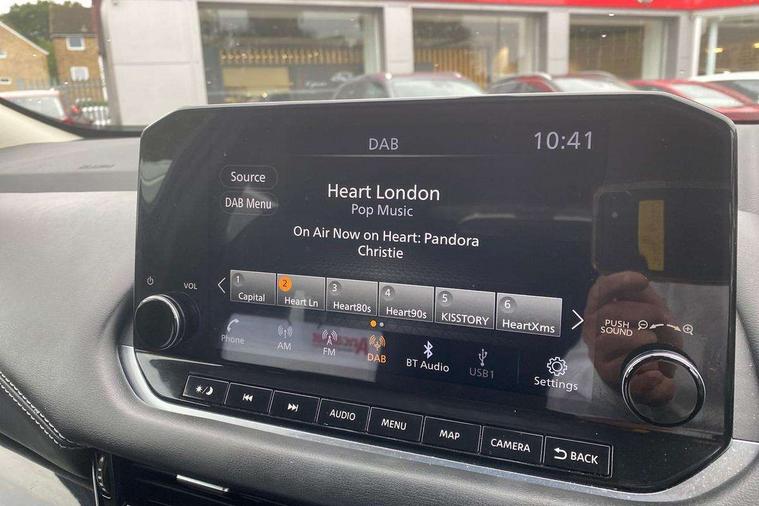 DAB
10:41
Source
DAB Menu
Heart London
Pop Music
On Air Now on Heart: Pandora
Christie
1 Capital
2 Heart Ln
3 Heart80s
4 Heart90s
5 KISSTORY
6 HeartXms
VOL
PUSH
SOUND
Phone
AM
FM
DAB
BT Audio
USB1
Settings
AUDIO
MENU
MAP
CAMERA
BACK